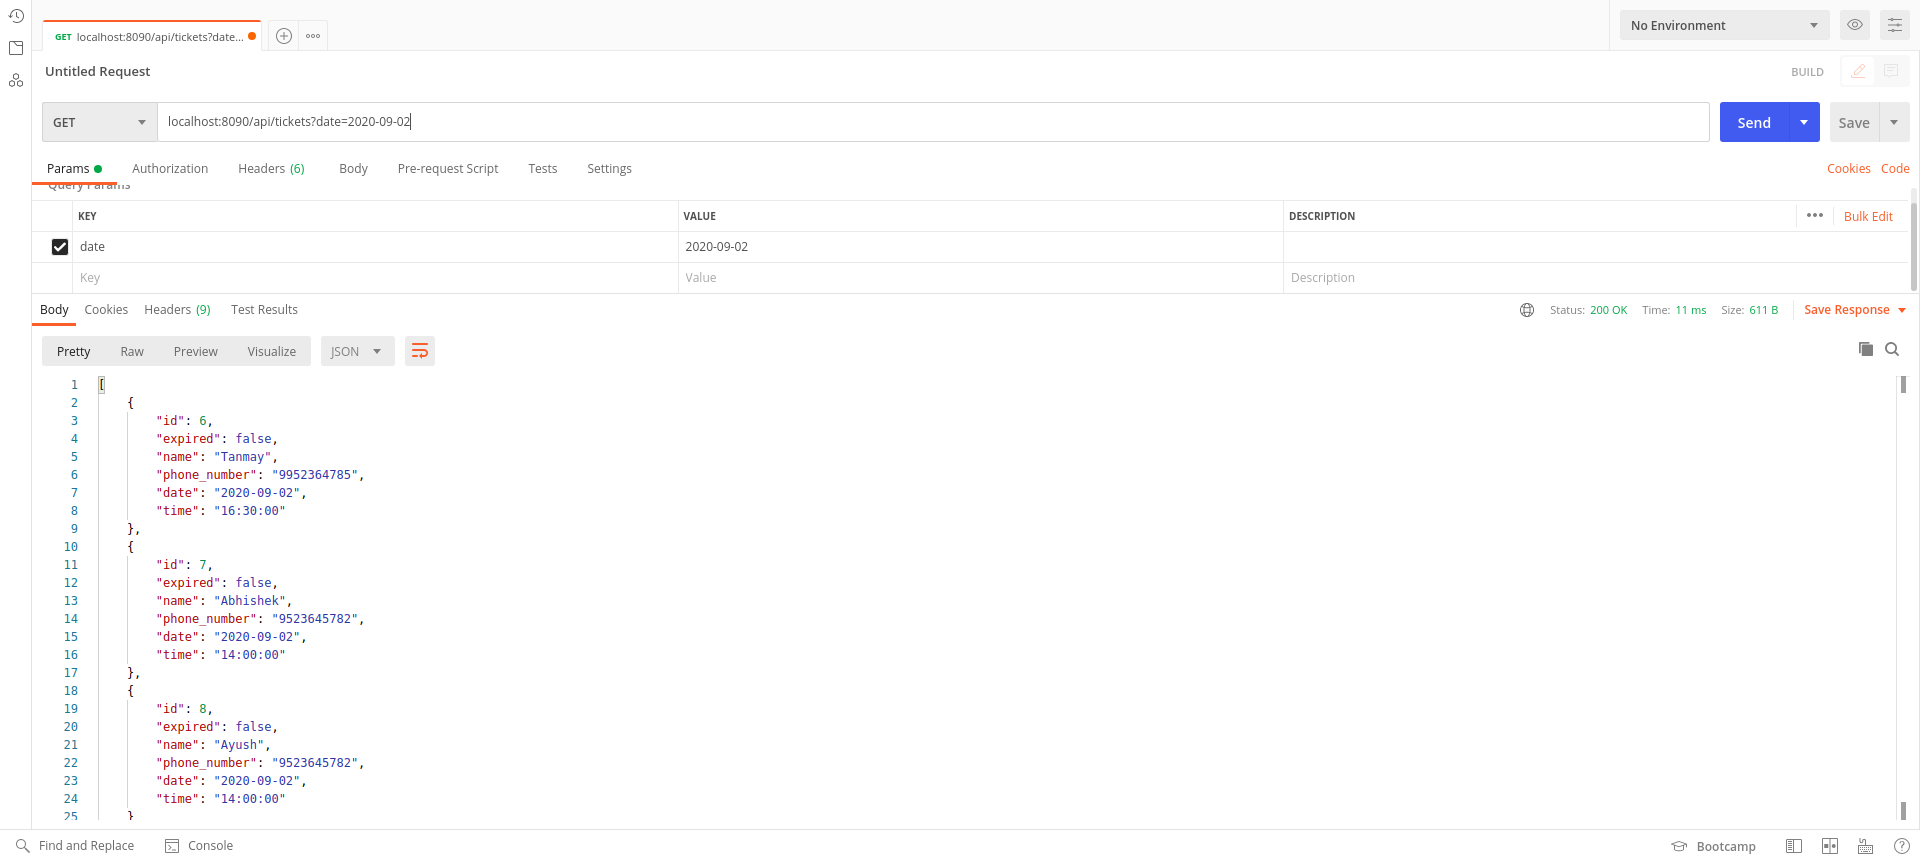 GET localhost:8090/api/tickets?date...
No Environment
Untitled Request
BUILD
GET localhost:8090/api/tickets?date=2020-09-02 Send Save
Params Authorization Headers (6) Body Pre-request Script Tests Settings Cookies Code
Query Params
KEY VALUE DESCRIPTION Bulk Edit
date 2020-09-02
Key Value Description
Body Cookies Headers (9) Test Results Status: 200 OK Time: 11 ms Size: 611 B Save Response
Pretty Raw Preview Visualize JSON
1 [
2 {
3 "id": 6,
4 "expired": false,
5 "name": "Tanmay",
6 "phone_number": "9952364785",
7 "date": "2020-09-02",
8 "time": "16:30:00"
9 },
10 {
11 "id": 7,
12 "expired": false,
13 "name": "Abhishek",
14 "phone_number": "9523645782",
15 "date": "2020-09-02",
16 "time": "14:00:00"
17 },
18 {
19 "id": 8,
20 "expired": false,
21 "name": "Ayush",
22 "phone_number": "9523645782",
23 "date": "2020-09-02",
24 "time": "14:00:00"
25 }
Find and Replace Console Bootcamp